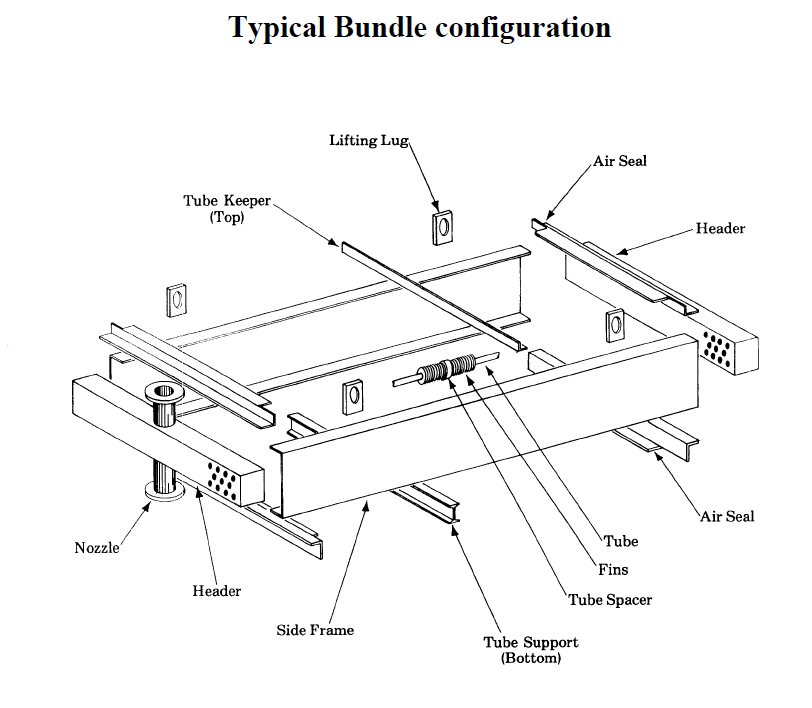 Typical Bundle configuration
Lifting Lug
Air Seal
Tube Keeper
(Top)
Header
Air Seal
Nozzle
Tube
Fins
Header
Tube Spacer
Side Frame
Tube Support
(Bottom)